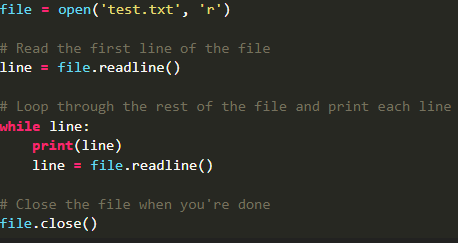 file = open('test.txt', 'r')
# Read the first line of the file
line = file.readline()
# Loop through the rest of the file and print each line
while line:
    print(line)
    line = file.readline()
# Close the file when you're done
file.close()